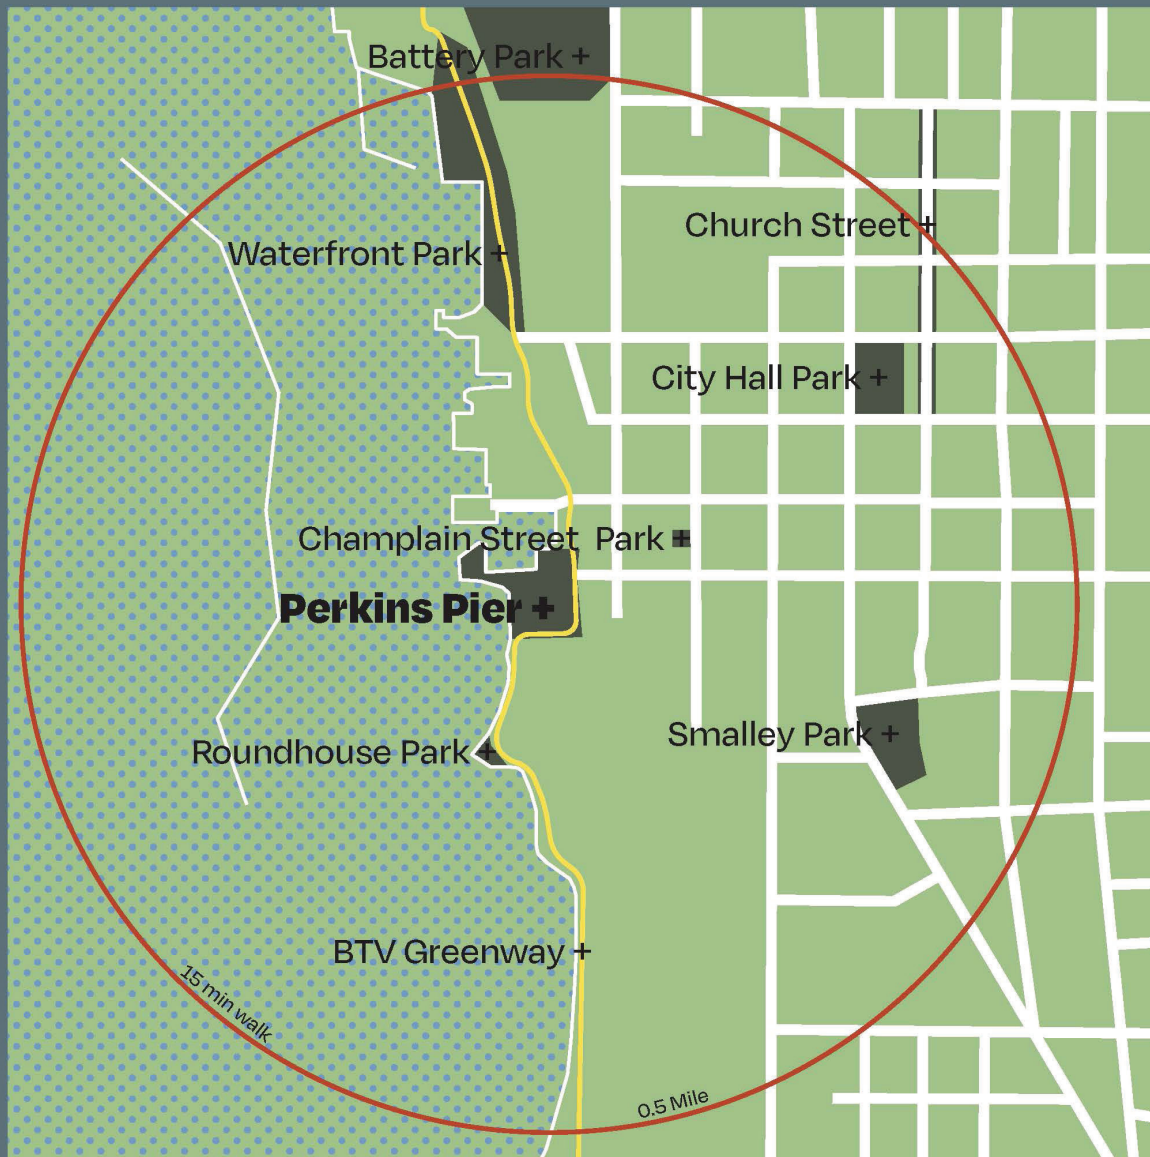 Battery Park +
Church Street +
Waterfront Park +
City Hall Park +
Champlain Street Park +
Perkins Pier +
Smalley Park +
Roundhouse Park +
BTV Greenway +
15 min walk
0.5 Mile